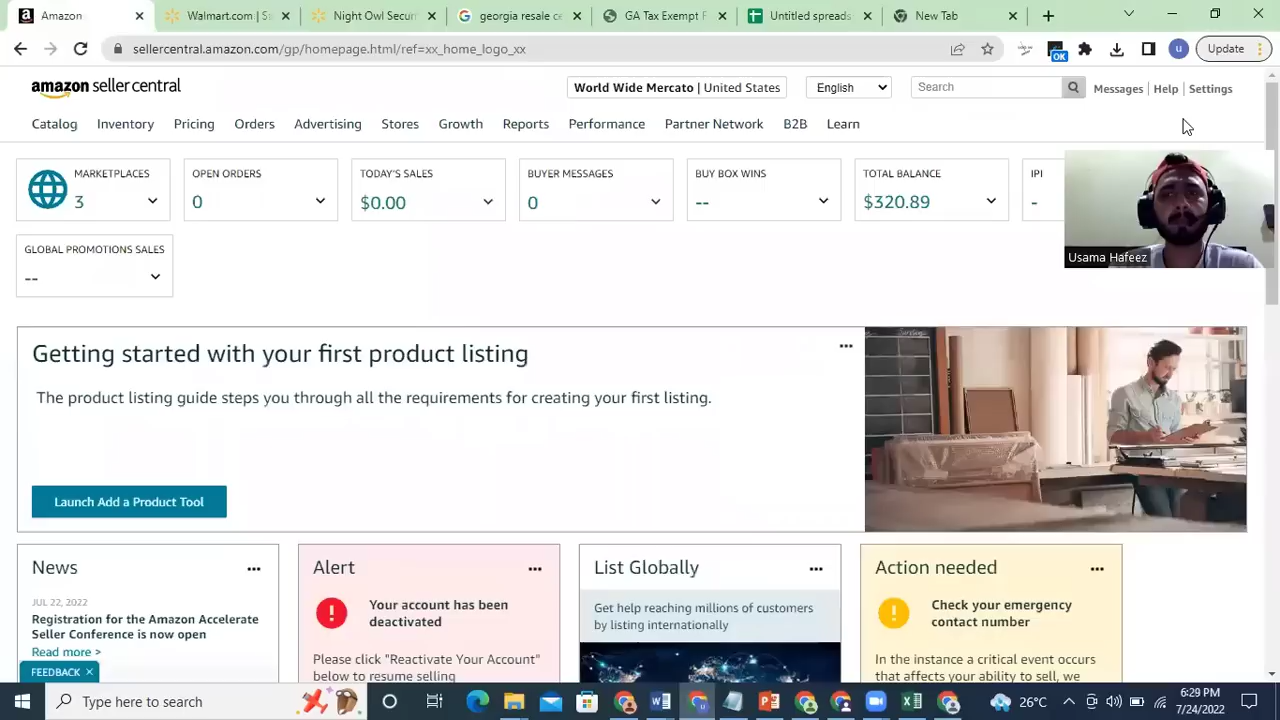 Amazon
Walmart.com | S
Night Owl Secur
georgia resale ce
GA Tax Exempt F
Untitled spreads
New Tab
sellercentral.amazon.com/gp/homepage.html/ref=xx_home_logo_xx
OK
u
Update
amazon seller central
World Wide Mercato | United States
English
Search
Messages | Help | Settings
Catalog Inventory Pricing Orders Advertising Stores Growth Reports Performance Partner Network B2B Learn
MARKETPLACES
3
OPEN ORDERS
0
TODAY'S SALES
$0.00
BUYER MESSAGES
0
BUY BOX WINS
--
TOTAL BALANCE
$320.89
IPI
-
Usama Hafeez
GLOBAL PROMOTIONS SALES
--
Getting started with your first product listing
The product listing guide steps you through all the requirements for creating your first listing.
Launch Add a Product Tool
News
JUL 22, 2022
Registration for the Amazon Accelerate
Seller Conference is now open
Read more >
FEEDBACK
Alert
Your account has been
deactivated
Please click "Reactivate Your Account"
below to resume selling
List Globally
Get help reaching millions of customers
by listing internationally
Action needed
Check your emergency
contact number
In the instance a critical event occurs
that affects your ability to sell, we
Type here to search
26°C
6:29 PM
7/24/2022